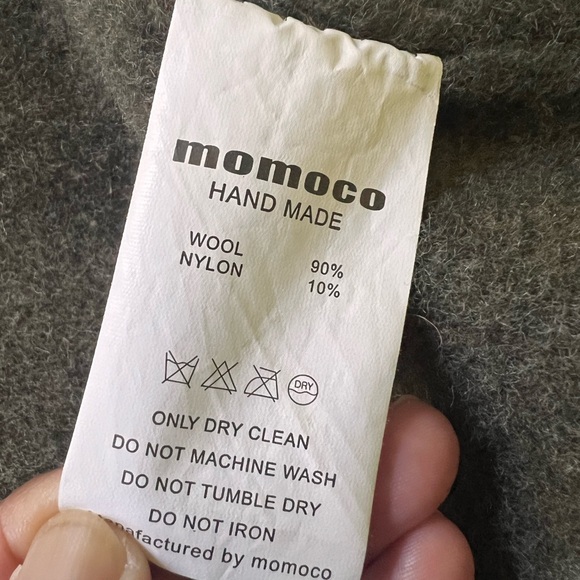 momoco
HAND MADE
WOOL 90%
NYLON 10%
DRY
ONLY DRY CLEAN
DO NOT MACHINE WASH
DO NOT TUMBLE DRY
DO NOT IRON
by momoco